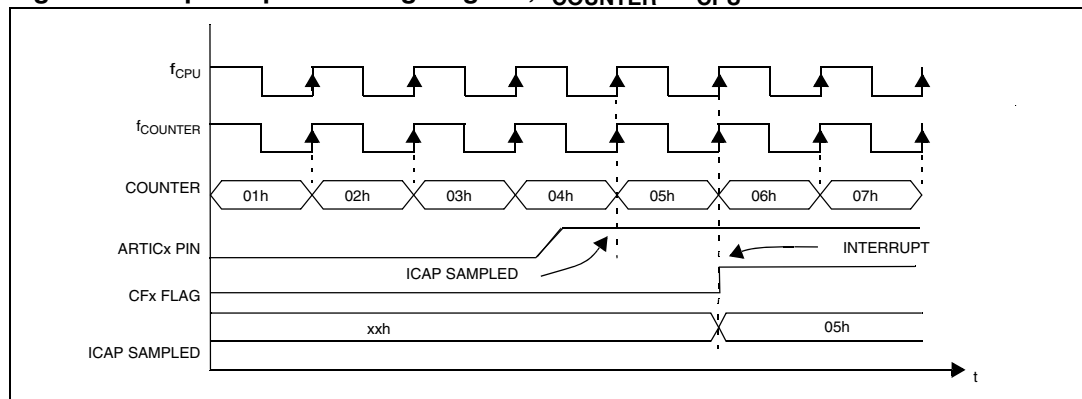 fCPU
fCOUNTER
COUNTER
01h 02h 03h 04h 05h 06h 07h
ARTICx PIN
ICAP SAMPLED
INTERRUPT
CFx FLAG
xxh 05h
ICAP SAMPLED
t